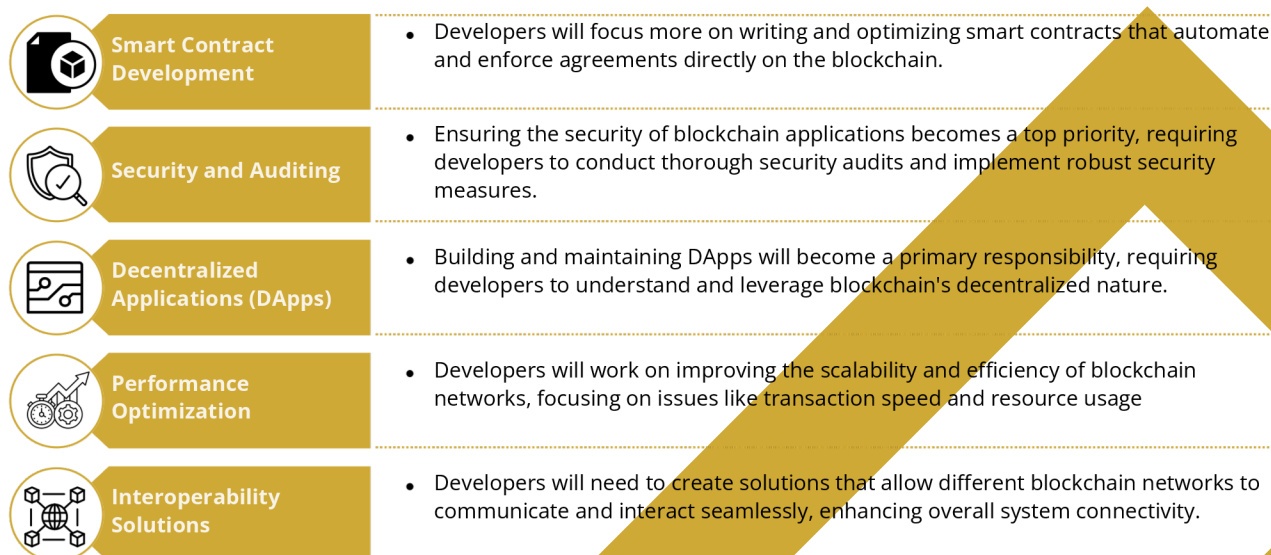 Smart Contract
Development
• Developers will focus more on writing and optimizing smart contracts that automate
and enforce agreements directly on the blockchain.
Security and Auditing
• Ensuring the security of blockchain applications becomes a top priority, requiring
developers to conduct thorough security audits and implement robust security
measures.
Decentralized
Applications (DApps)
• Building and maintaining DApps will become a primary responsibility, requiring
developers to understand and leverage blockchain's decentralized nature.
Performance
Optimization
• Developers will work on improving the scalability and efficiency of blockchain
networks, focusing on issues like transaction speed and resource usage
Interoperability
Solutions
• Developers will need to create solutions that allow different blockchain networks to
communicate and interact seamlessly, enhancing overall system connectivity.